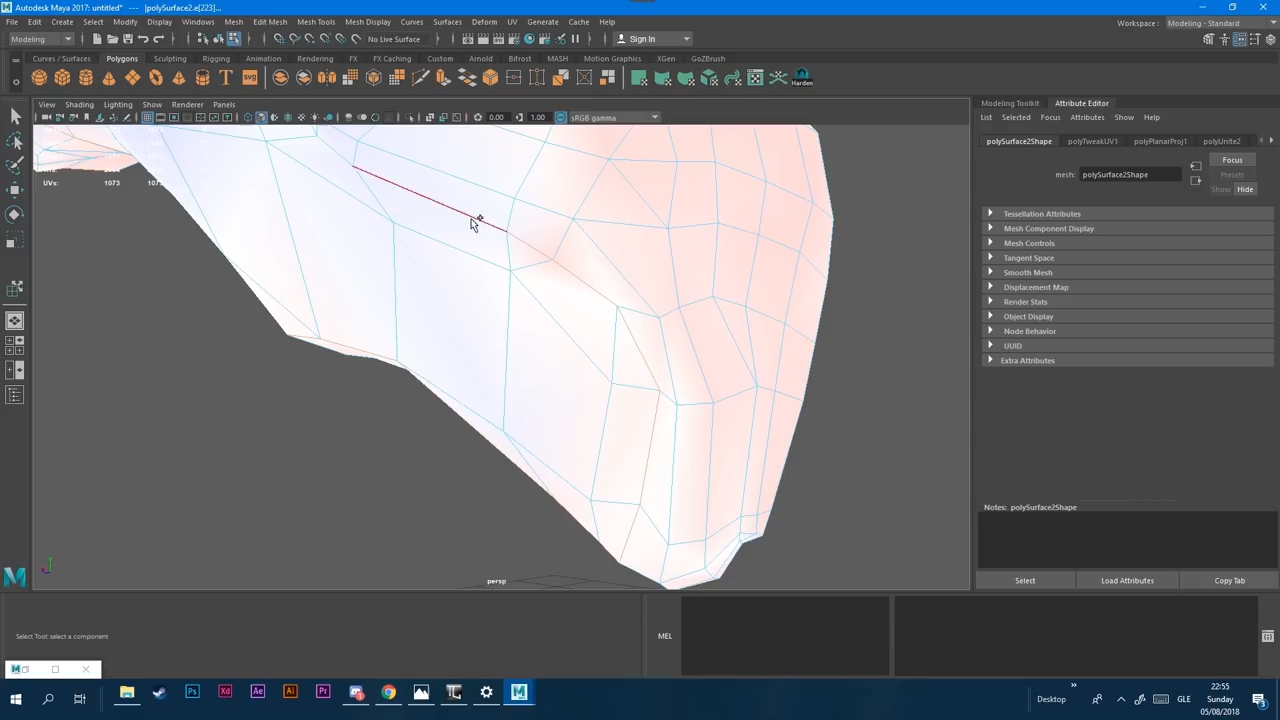 Autodesk Maya 2017: untitled*   ---   |polySurface2.e[223]...
File Edit Create Select Modify Display Windows Mesh Edit Mesh Mesh Tools Mesh Display Curves Surfaces Deform UV Generate Cache Help
Workspace : Modeling - Standard
Modeling No Live Surface Sign In
Curves / Surfaces Polygons Sculpting Rigging Animation Rendering FX FX Caching Custom Arnold Bifrost MASH Motion Graphics XGen GoZBrush
svg Harden
View Shading Lighting Show Renderer Panels
0.00 1.00 sRGB gamma
UVs: 1073
persp
Modeling Toolkit Attribute Editor
List Selected Focus Attributes Show Help
polySurface2Shape polyTweakUV1 polyPlanarProj1 polyUnite2
mesh: polySurface2Shape
Focus
Presets
Show Hide
Tessellation Attributes
Mesh Component Display
Mesh Controls
Tangent Space
Smooth Mesh
Displacement Map
Render Stats
Object Display
Node Behavior
UUID
Extra Attributes
Notes: polySurface2Shape
Select Load Attributes Copy Tab
Select Tool: select a component
MEL
Ps Xd Ae Ai Pr
Desktop » GLE
22:55
Sunday
05/08/2018